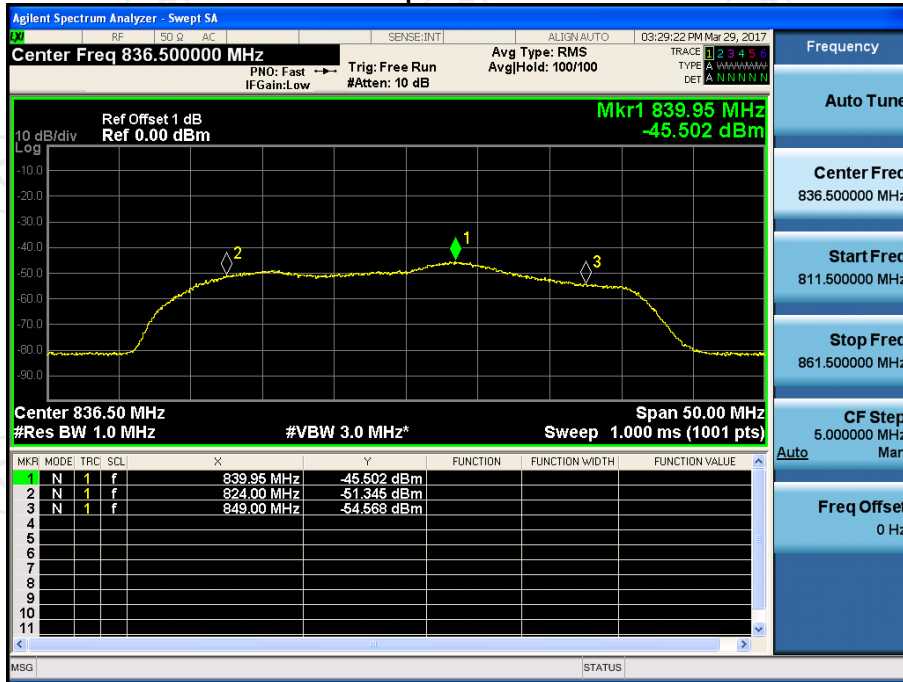 Agilent Spectrum Analyzer - Swept SA
LXI RF 50 Ω AC SENSE:INT ALIGN AUTO 03:29:22 PM Mar 29, 2017
Center Freq 836.500000 MHz
PNO: Fast
IFGain:Low
Trig: Free Run
#Atten: 10 dB
Avg Type: RMS
Avg|Hold: 100/100
TRACE 1 2 3 4 5 6
TYPE A WWWWW
DET A N N N N N
Ref Offset 1 dB
Ref 0.00 dBm
10 dB/div
Log
Mkr1 839.95 MHz
-45.502 dBm
-10.0
-20.0
-30.0
-40.0
-50.0
-60.0
-70.0
-80.0
-90.0
2
1
3
Center 836.50 MHz Span 50.00 MHz
#Res BW 1.0 MHz #VBW 3.0 MHz* Sweep 1.000 ms (1001 pts)
MKR MODE TRC SCL X Y FUNCTION FUNCTION WIDTH FUNCTION VALUE
1 N 1 f 839.95 MHz -45.502 dBm
2 N 1 f 824.00 MHz -51.345 dBm
3 N 1 f 849.00 MHz -54.568 dBm
4
5
6
7
8
9
10
11
MSG STATUS
Frequency
Auto Tune
Center Freq
836.500000 MHz
Start Freq
811.500000 MHz
Stop Freq
861.500000 MHz
CF Step
5.000000 MHz
Auto Man
Freq Offset
0 Hz